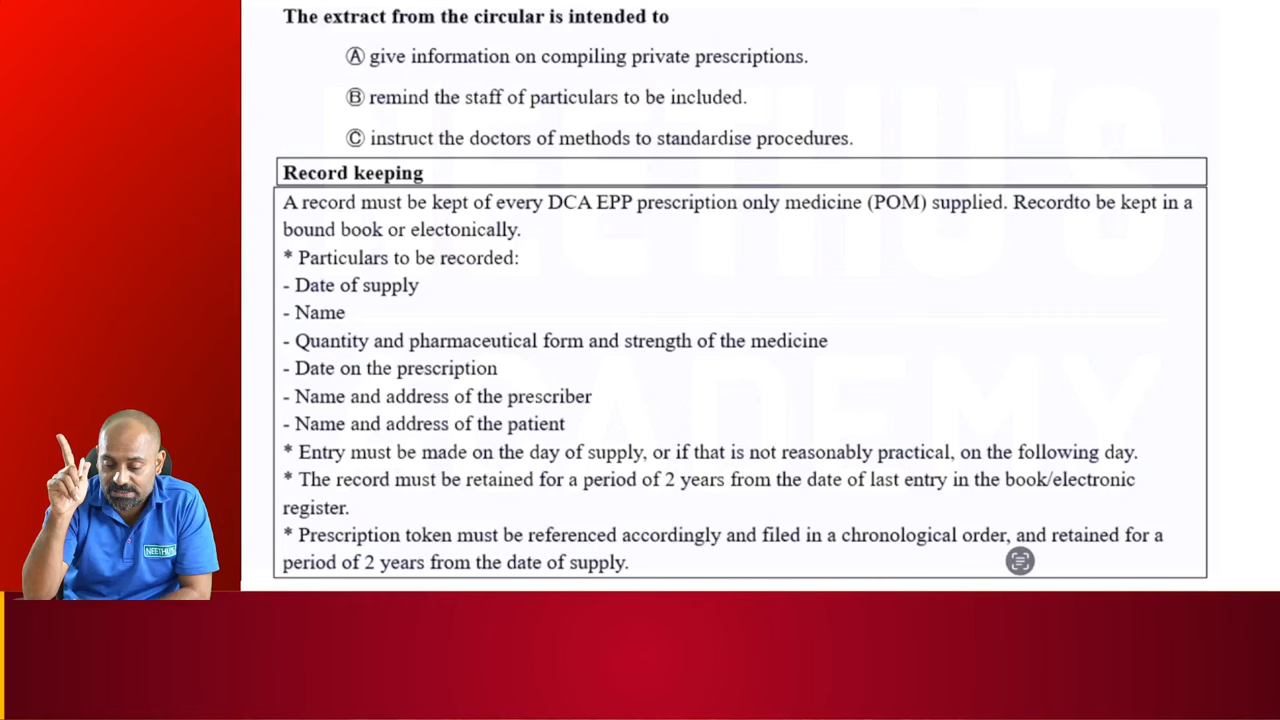 The extract from the circular is intended to
Ⓐ give information on compiling private prescriptions.
Ⓑ remind the staff of particulars to be included.
Ⓒ instruct the doctors of methods to standardise procedures.
Record keeping
A record must be kept of every DCA EPP prescription only medicine (POM) supplied. Recordto be kept in a
bound book or electonically.
* Particulars to be recorded:
- Date of supply
- Name
- Quantity and pharmaceutical form and strength of the medicine
- Date on the prescription
- Name and address of the prescriber
- Name and address of the patient
* Entry must be made on the day of supply, or if that is not reasonably practical, on the following day.
* The record must be retained for a period of 2 years from the date of last entry in the book/electronic
register.
* Prescription token must be referenced accordingly and filed in a chronological order, and retained for a
period of 2 years from the date of supply.
NEETHU'S
ACADEMY
NEETHU'S